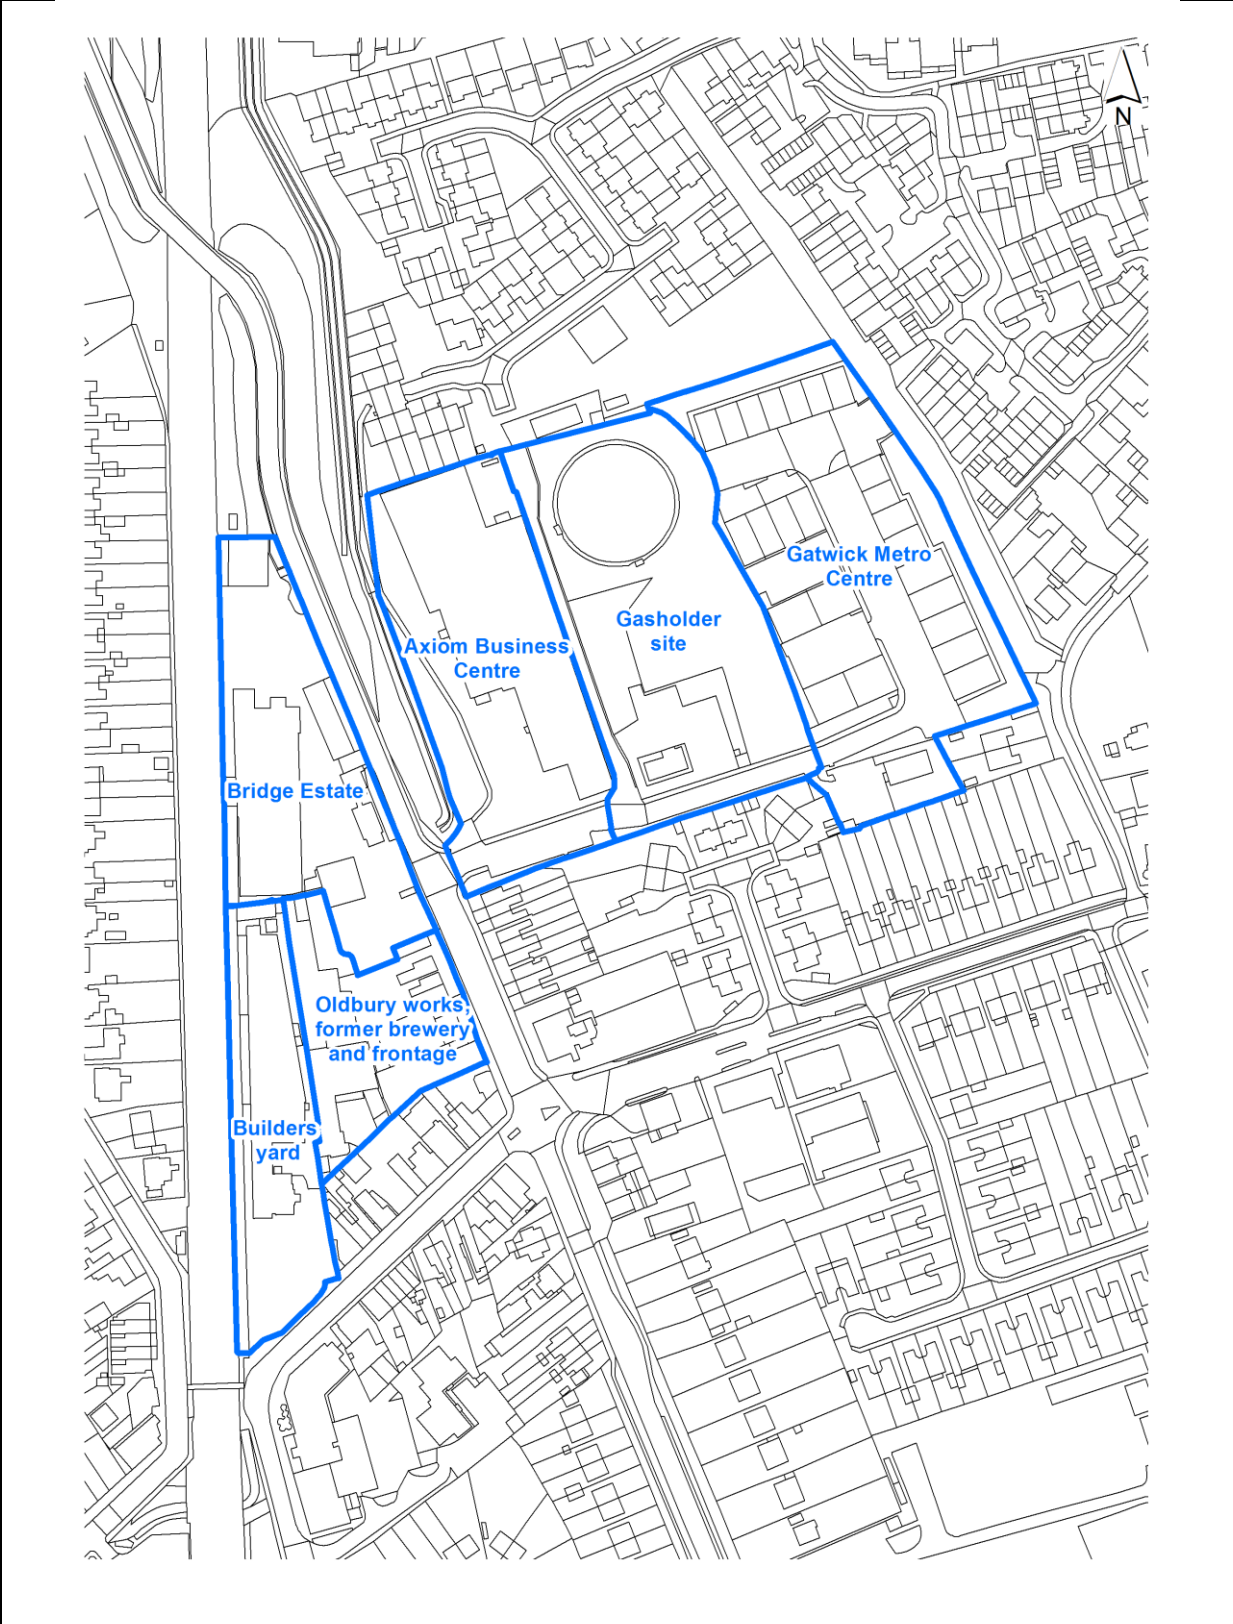 N
Gatwick Metro
Centre
Gasholder
site
Axiom Business
Centre
Bridge Estate
Oldbury works,
former brewery
and frontage
Builders
yard